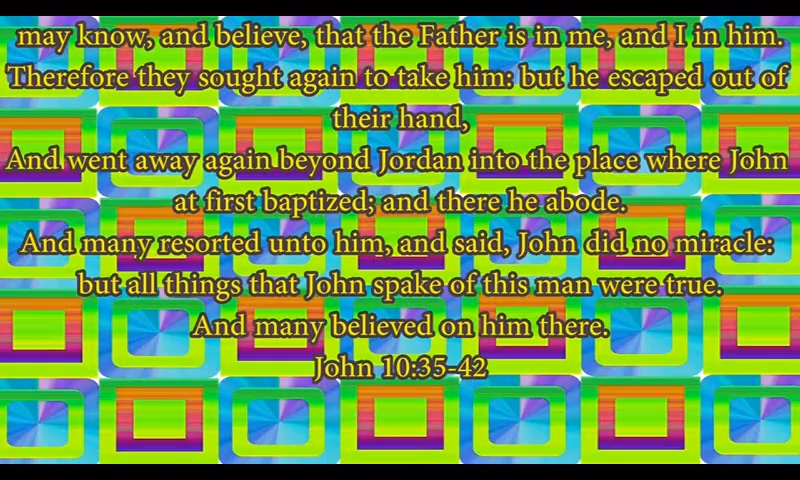 may know, and believe, that the Father is in me, and I in him.
Therefore they sought again to take him: but he escaped out of
their hand,
And went away again beyond Jordan into the place where John
at first baptized; and there he abode.
And many resorted unto him, and said, John did no miracle:
but all things that John spake of this man were true.
And many believed on him there.
John 10:35-42